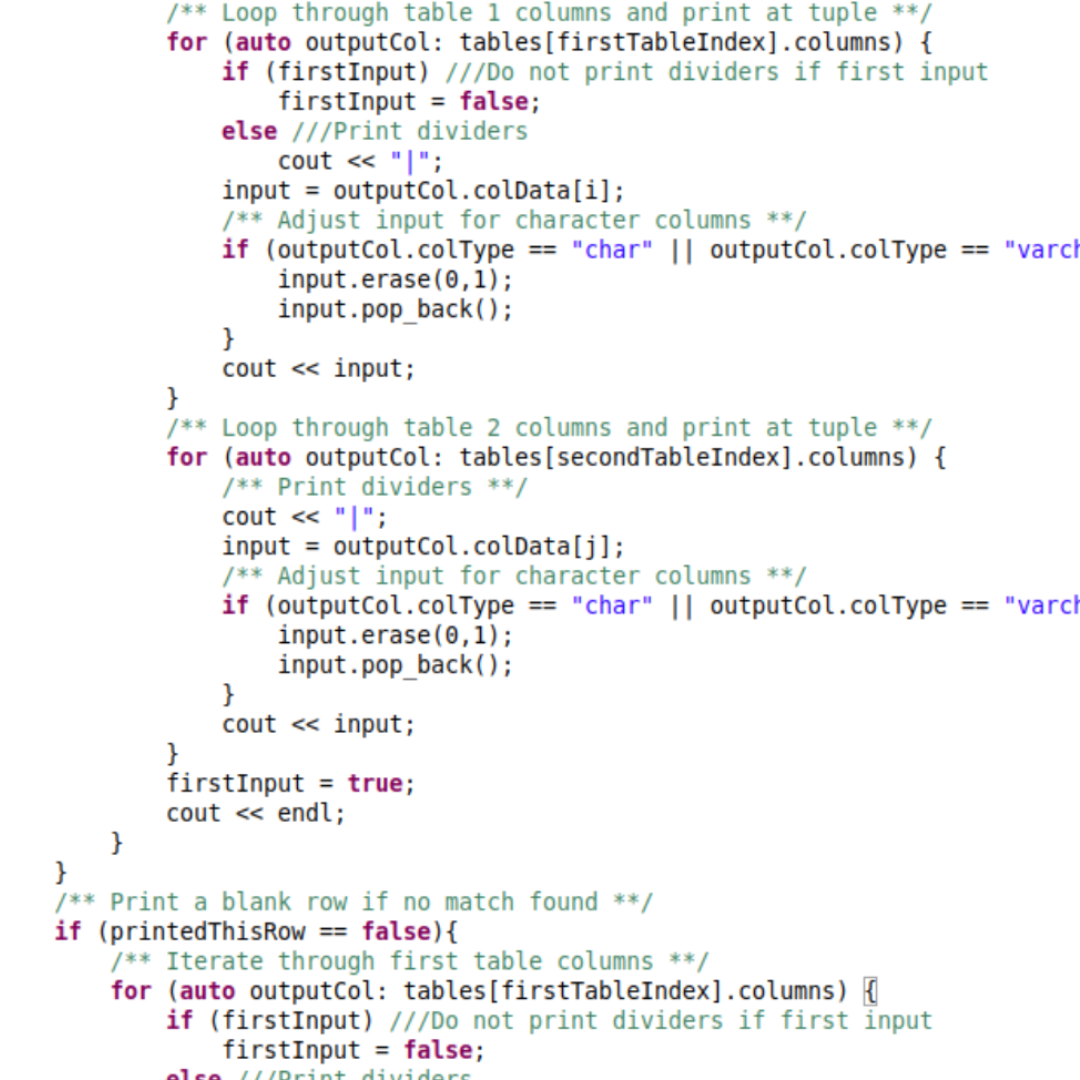 /** Loop through table 1 columns and print at tuple **/
for (auto outputCol: tables[firstTableIndex].columns) {
if (firstInput) ///Do not print dividers if first input
firstInput = false;
else ///Print dividers
cout << "|";
input = outputCol.colData[i];
/** Adjust input for character columns **/
if (outputCol.colType == "char" || outputCol.colType == "varch
input.erase(0,1);
input.pop_back();
}
cout << input;
}
/** Loop through table 2 columns and print at tuple **/
for (auto outputCol: tables[secondTableIndex].columns) {
/** Print dividers **/
cout << "|";
input = outputCol.colData[j];
/** Adjust input for character columns **/
if (outputCol.colType == "char" || outputCol.colType == "varch
input.erase(0,1);
input.pop_back();
}
cout << input;
}
firstInput = true;
cout << endl;
}
}
/** Print a blank row if no match found **/
if (printedThisRow == false){
/** Iterate through first table columns **/
for (auto outputCol: tables[firstTableIndex].columns) {
if (firstInput) ///Do not print dividers if first input
firstInput = false;
else ///Print dividers